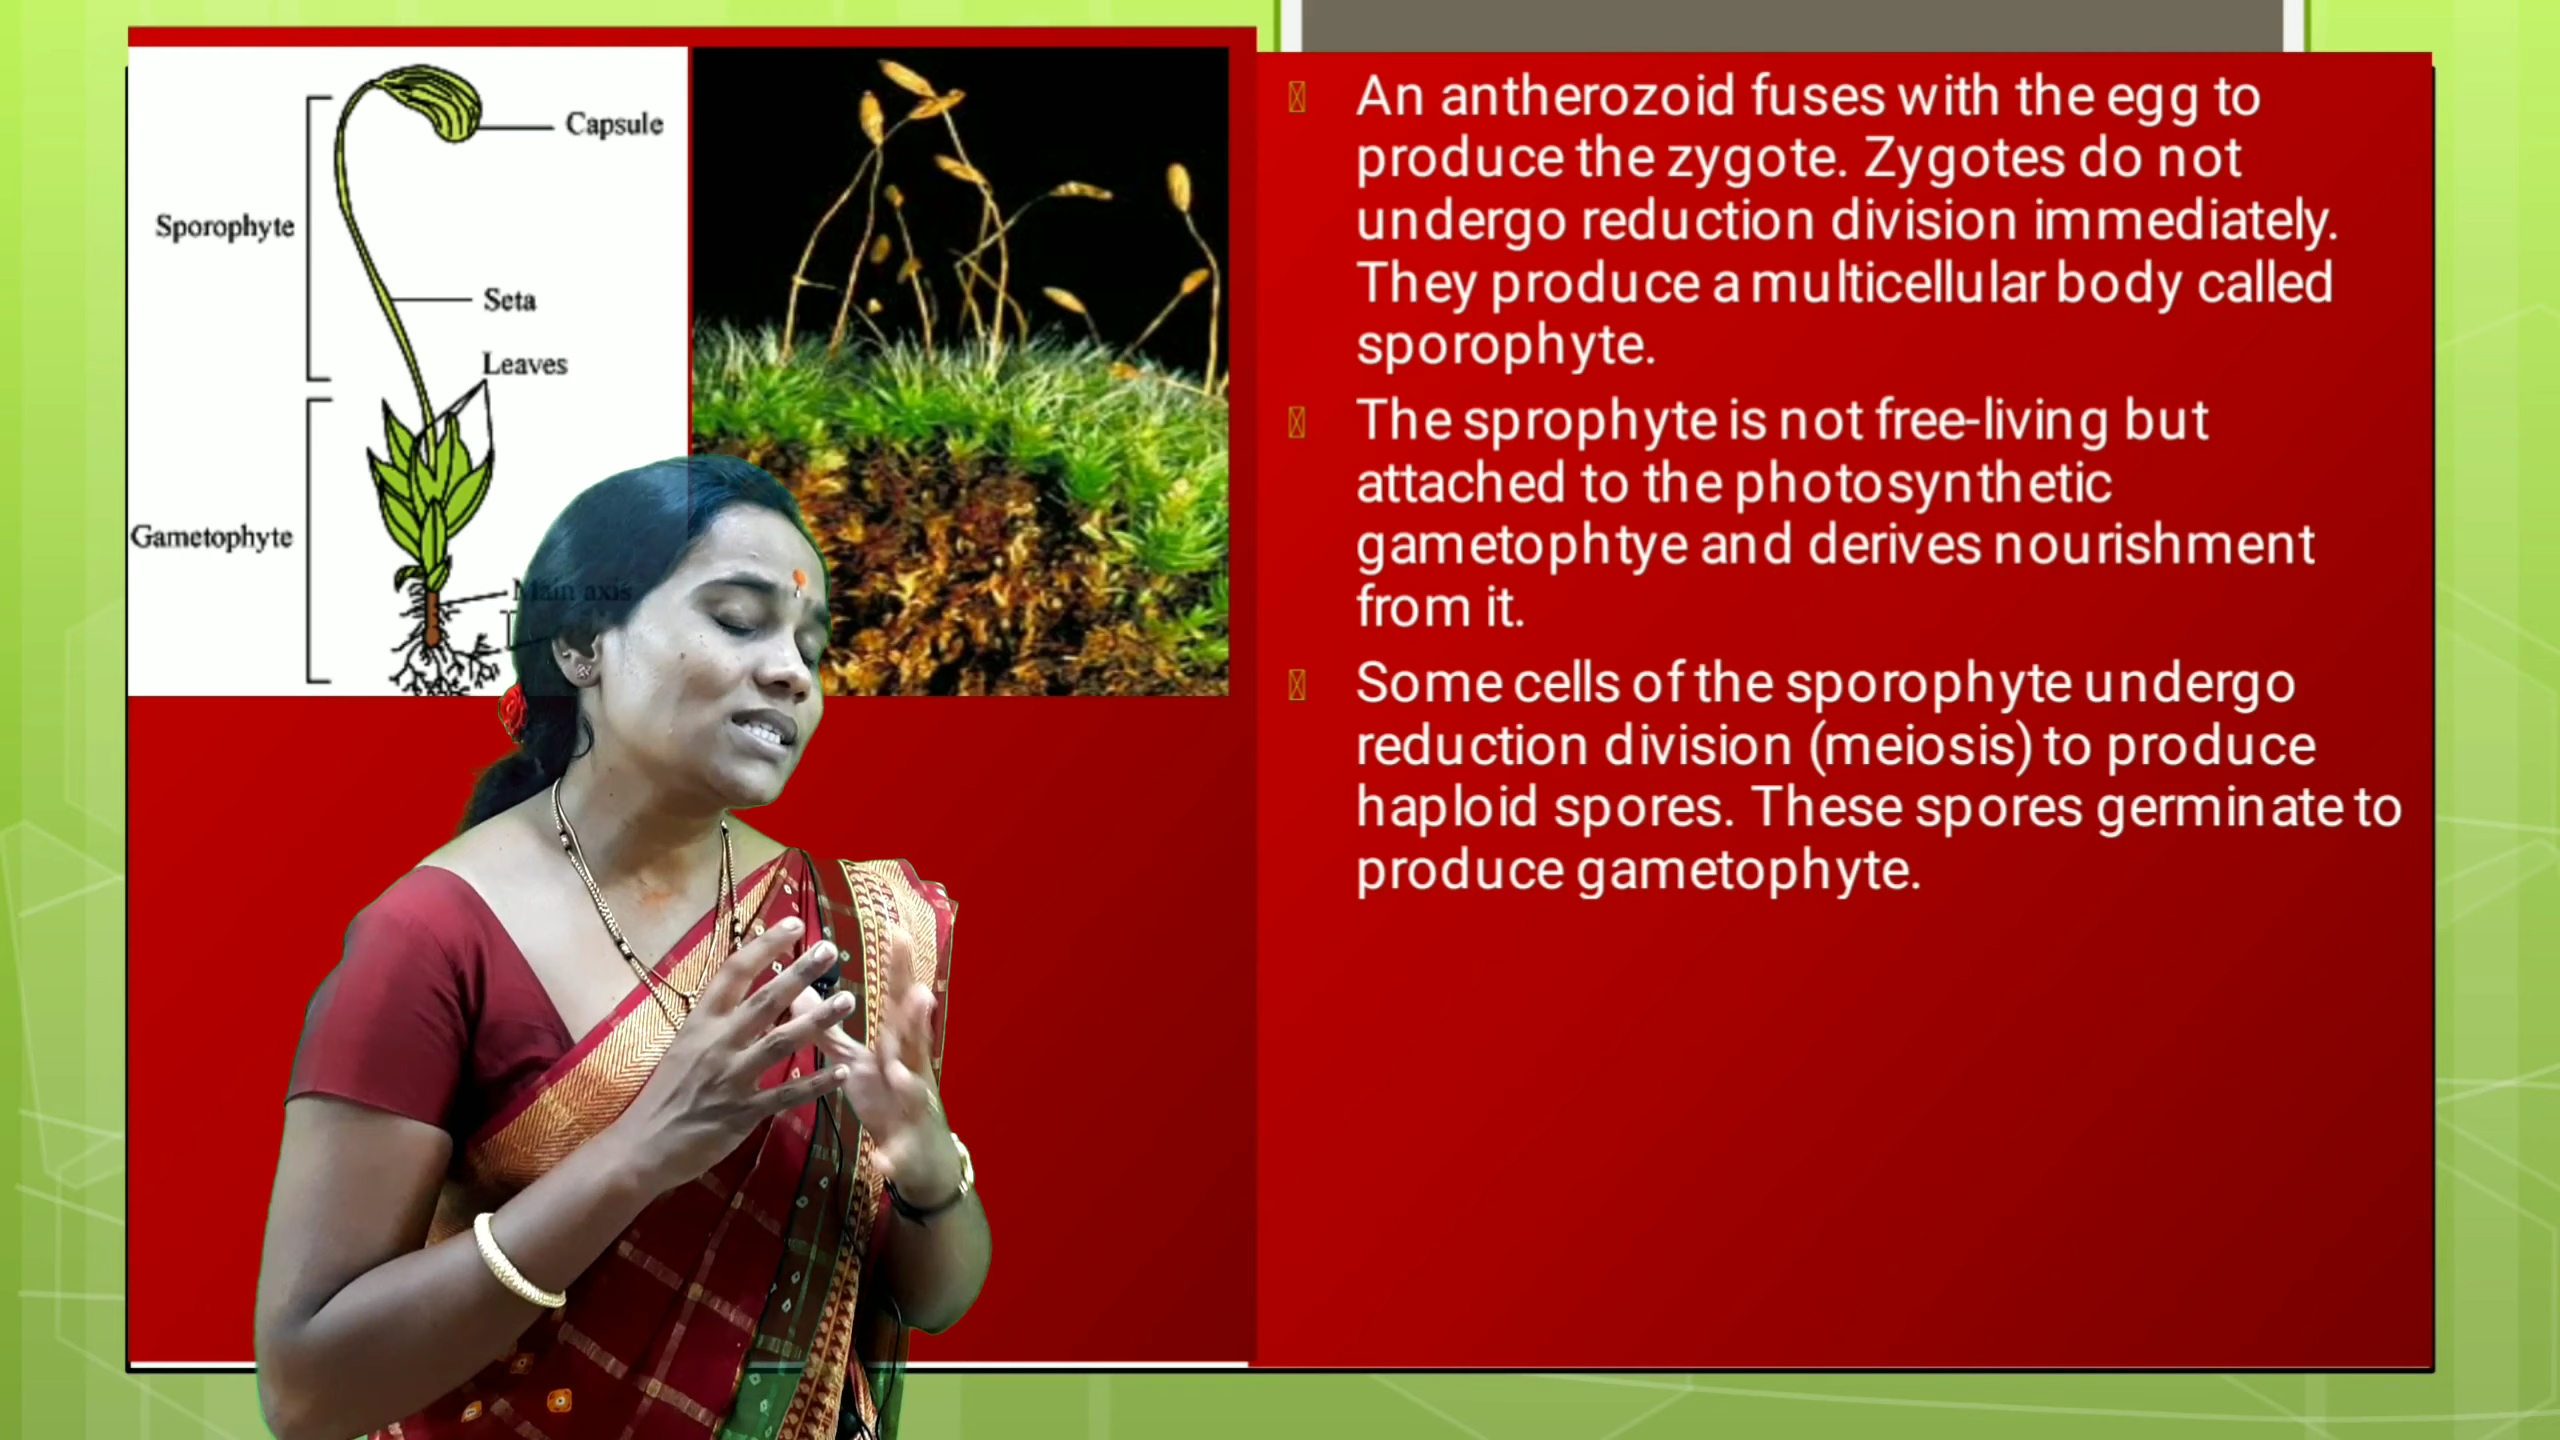 Capsule
Sporophyte
Seta
Leaves
Gametophyte
Main axis
An antherozoid fuses with the egg to
produce the zygote. Zygotes do not
undergo reduction division immediately.
They produce a multicellular body called
sporophyte.
The sprophyte is not free-living but
attached to the photosynthetic
gametophtye and derives nourishment
from it.
Some cells of the sporophyte undergo
reduction division (meiosis) to produce
haploid spores. These spores germinate to
produce gametophyte.